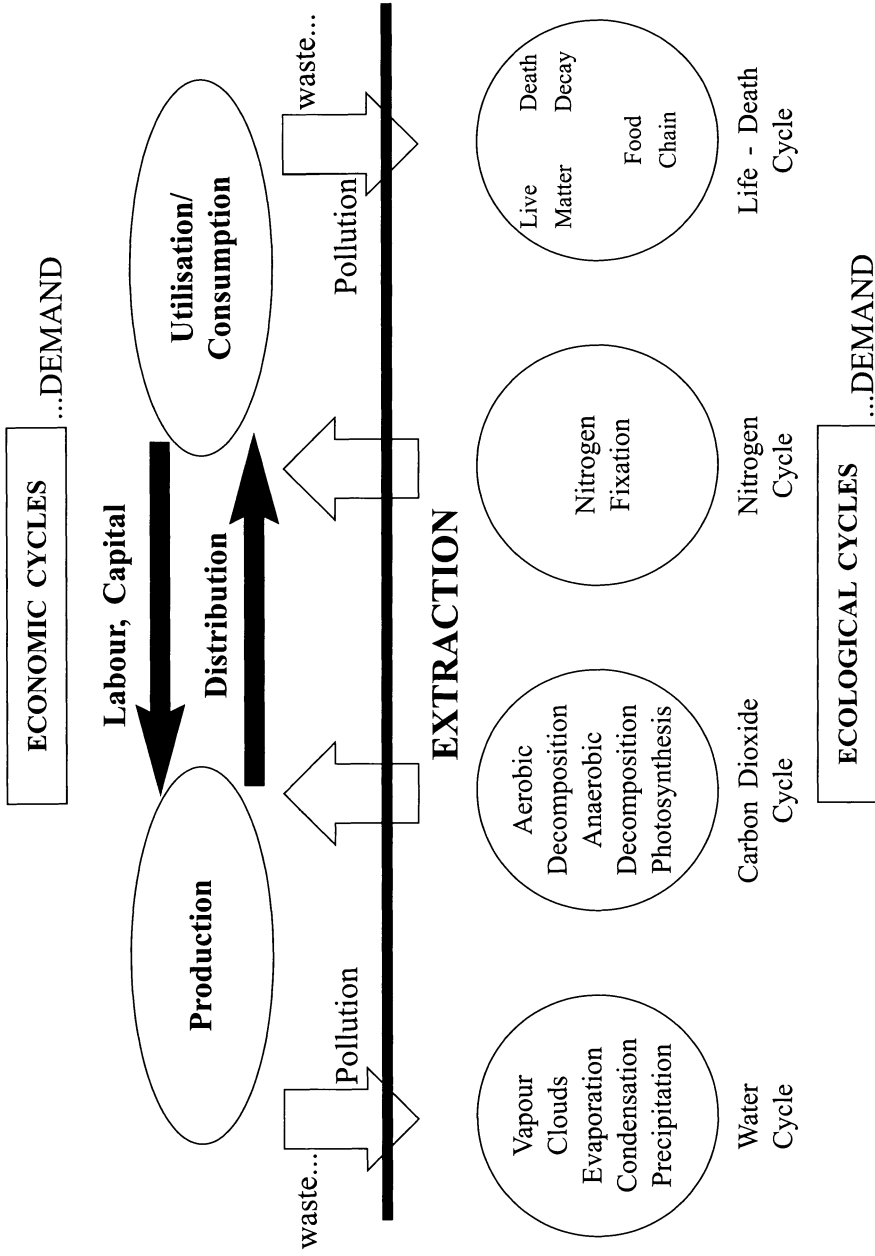 ECONOMIC CYCLES
...DEMAND
Labour, Capital
Production
Distribution
Utilisation/
Consumption
waste...
Pollution
Pollution
waste...
EXTRACTION
Vapour
Clouds
Evaporation
Condensation
Precipitation
Water
Cycle
Aerobic
Decomposition
Anaerobic
Decomposition
Photosynthesis
Carbon Dioxide
Cycle
Nitrogen
Fixation
Nitrogen
Cycle
Live
Matter
Death
Decay
Food
Chain
Life - Death
Cycle
ECOLOGICAL CYCLES
...DEMAND